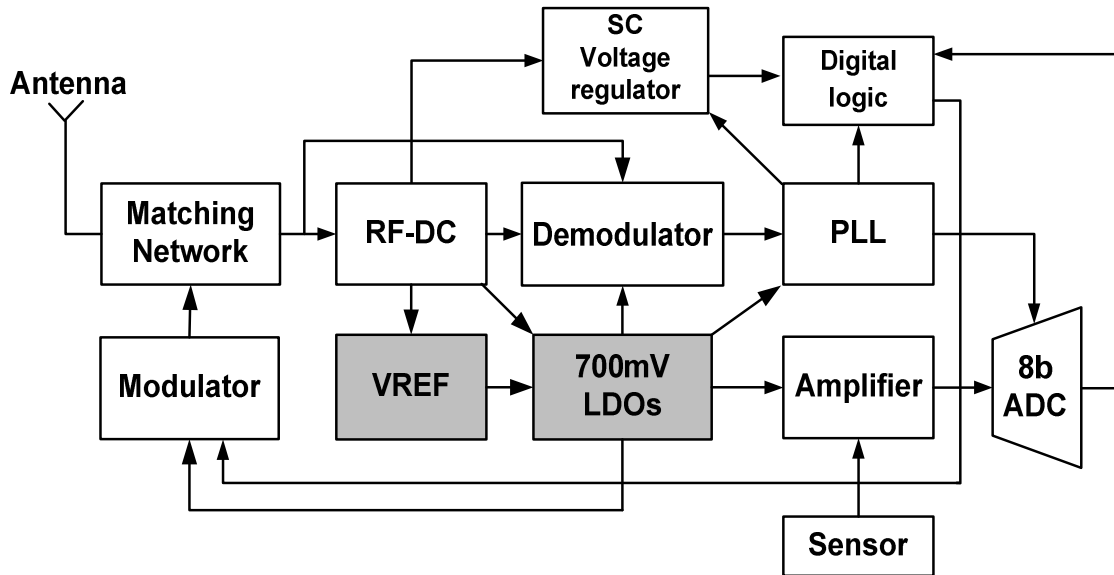 SC
Voltage
regulator
Digital
logic
Antenna
Matching
Network
RF-DC
Demodulator
PLL
Modulator
VREF
700mV
LDOs
Amplifier
8b
ADC
Sensor